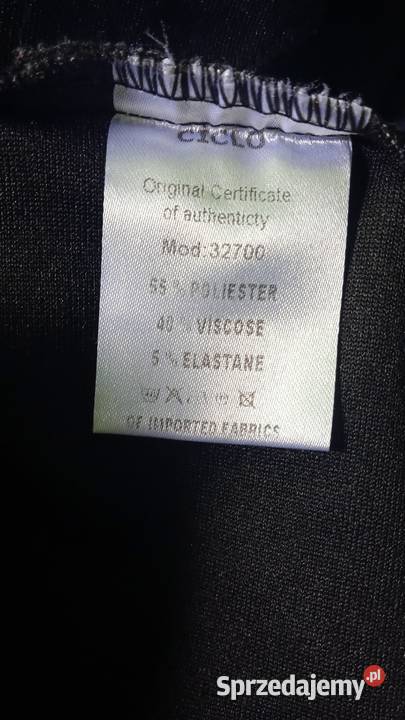 CICLO
Original Certificate
of authenticty
Mod:32700
55 % POLIESTER
40 % VISCOSE
5 % ELASTANE
OF IMPORTED FABRICS
Sprzedajemy.pl